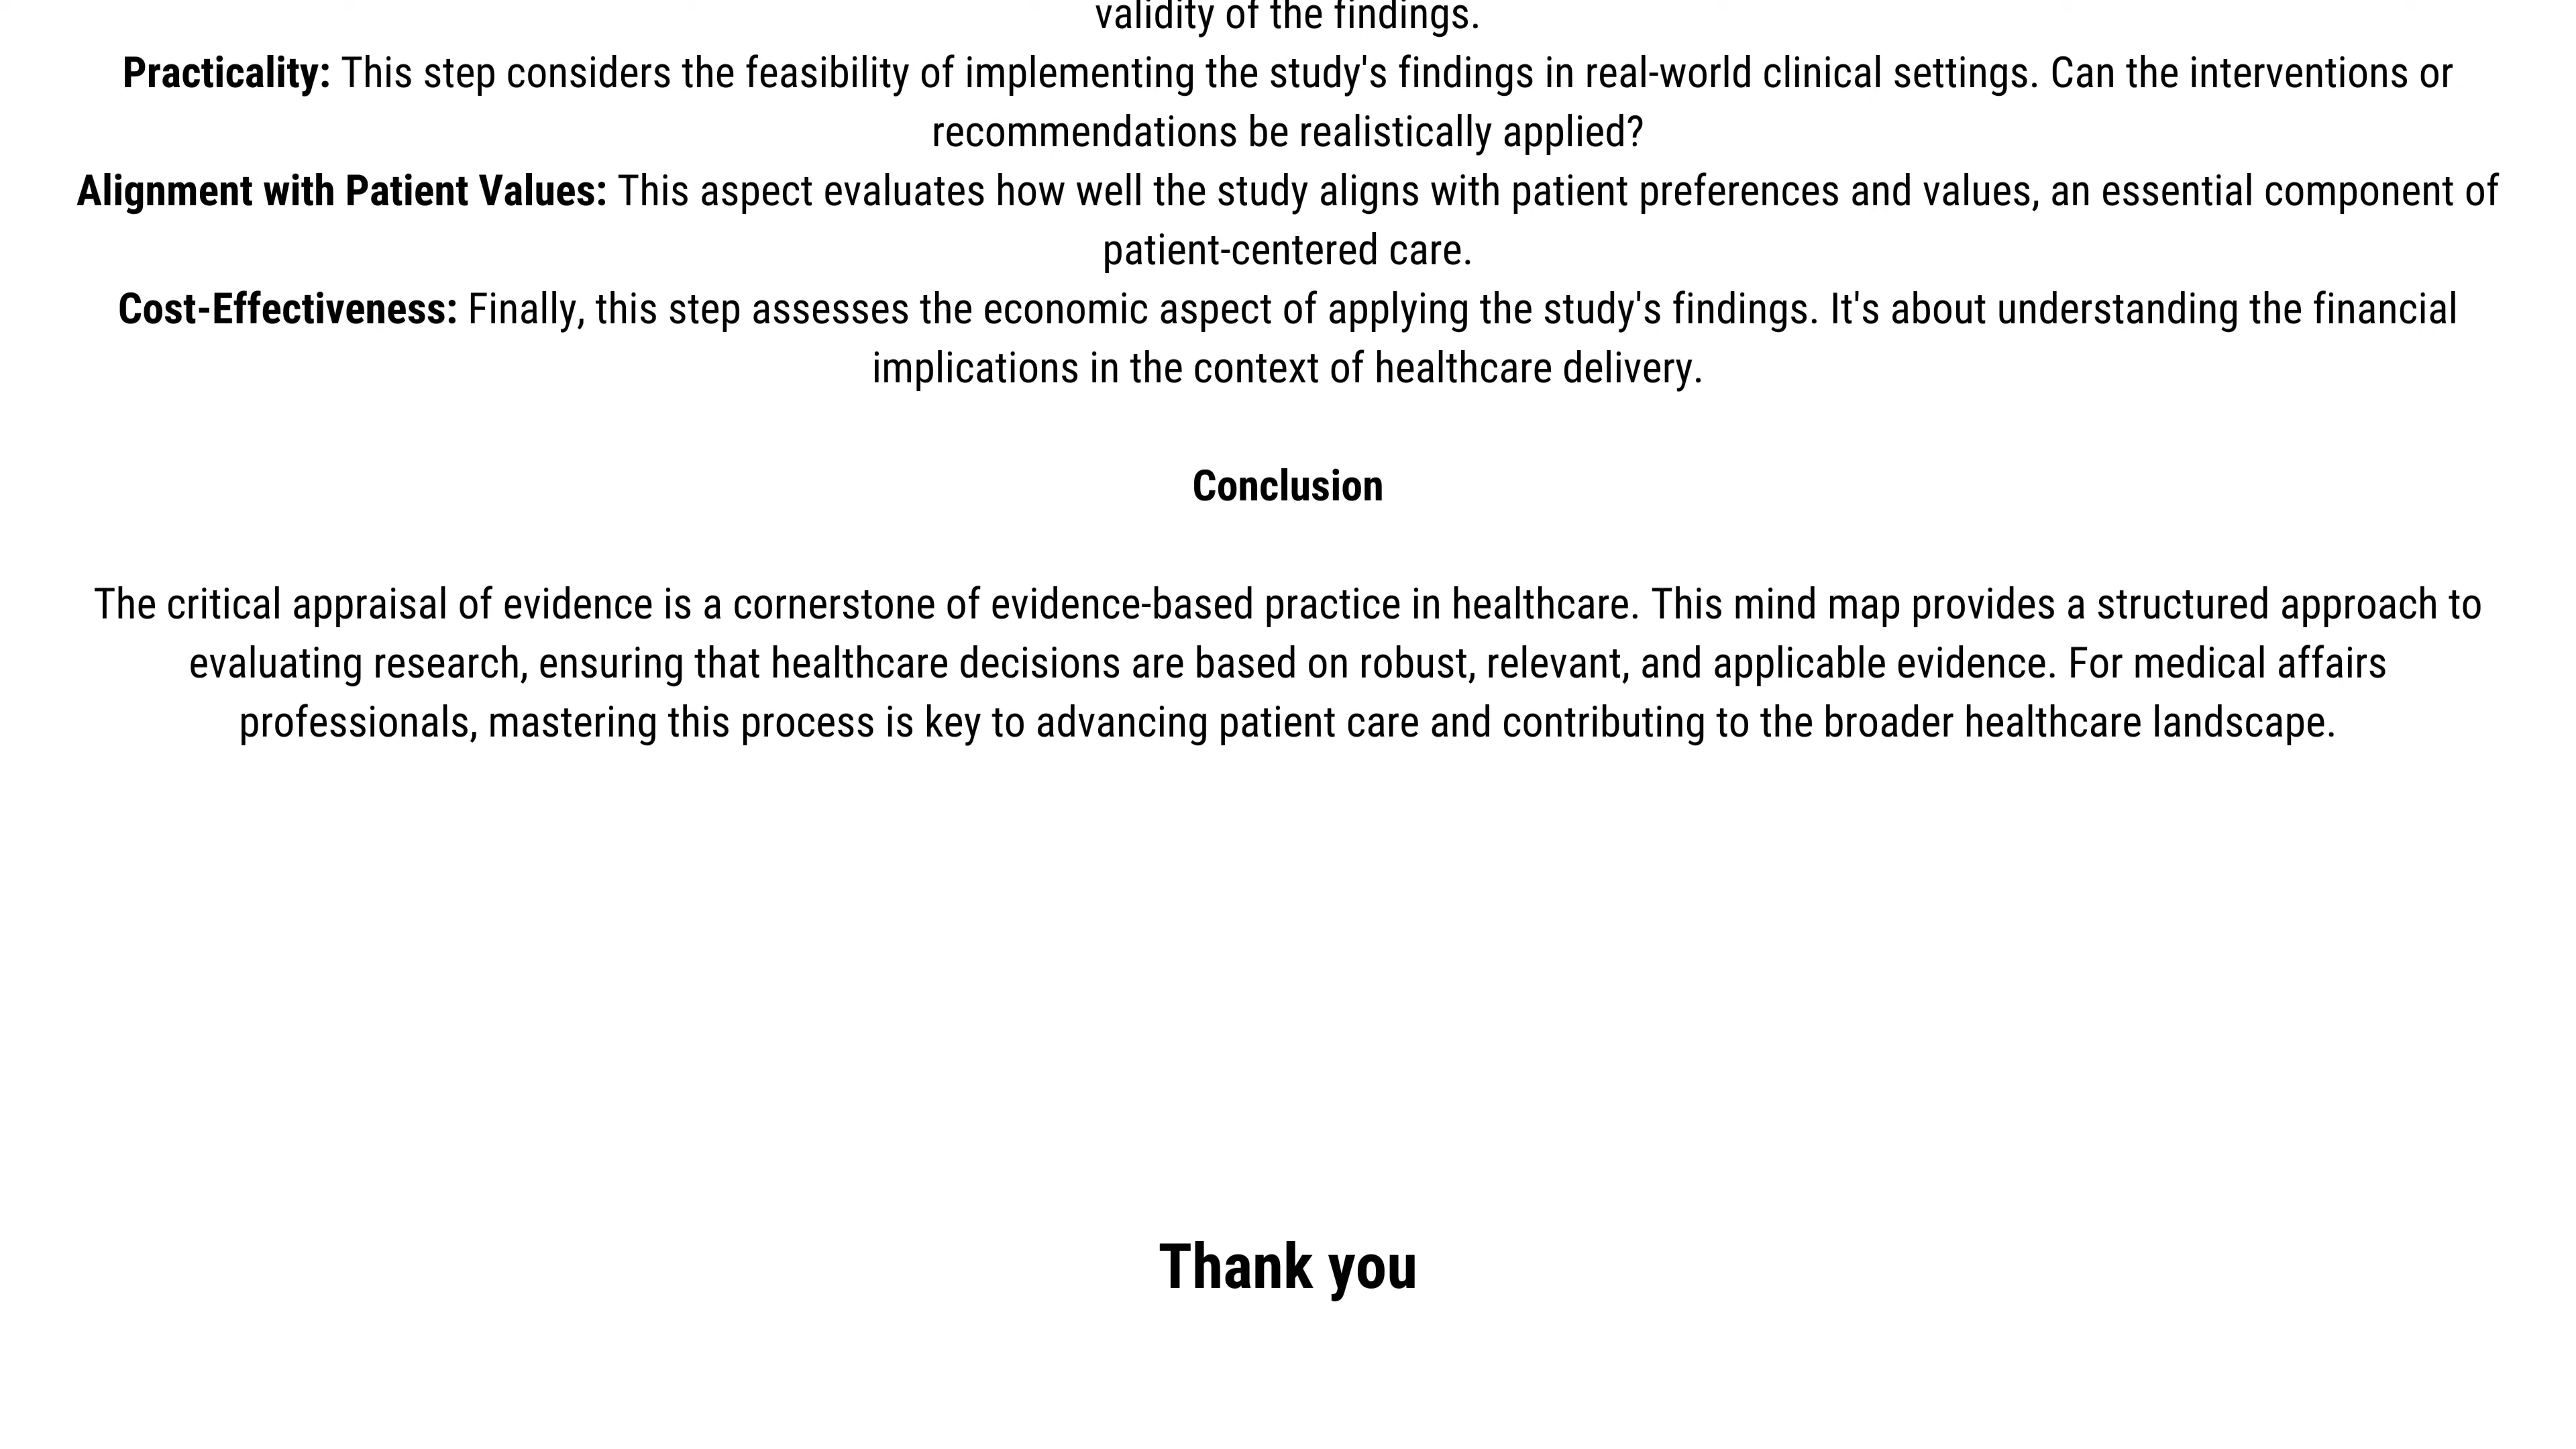 validity of the findings.
Practicality: This step considers the feasibility of implementing the study's findings in real-world clinical settings. Can the interventions or
recommendations be realistically applied?
Alignment with Patient Values: This aspect evaluates how well the study aligns with patient preferences and values, an essential component of
patient-centered care.
Cost-Effectiveness: Finally, this step assesses the economic aspect of applying the study's findings. It's about understanding the financial
implications in the context of healthcare delivery.
Conclusion
The critical appraisal of evidence is a cornerstone of evidence-based practice in healthcare. This mind map provides a structured approach to
evaluating research, ensuring that healthcare decisions are based on robust, relevant, and applicable evidence. For medical affairs
professionals, mastering this process is key to advancing patient care and contributing to the broader healthcare landscape.
Thank you